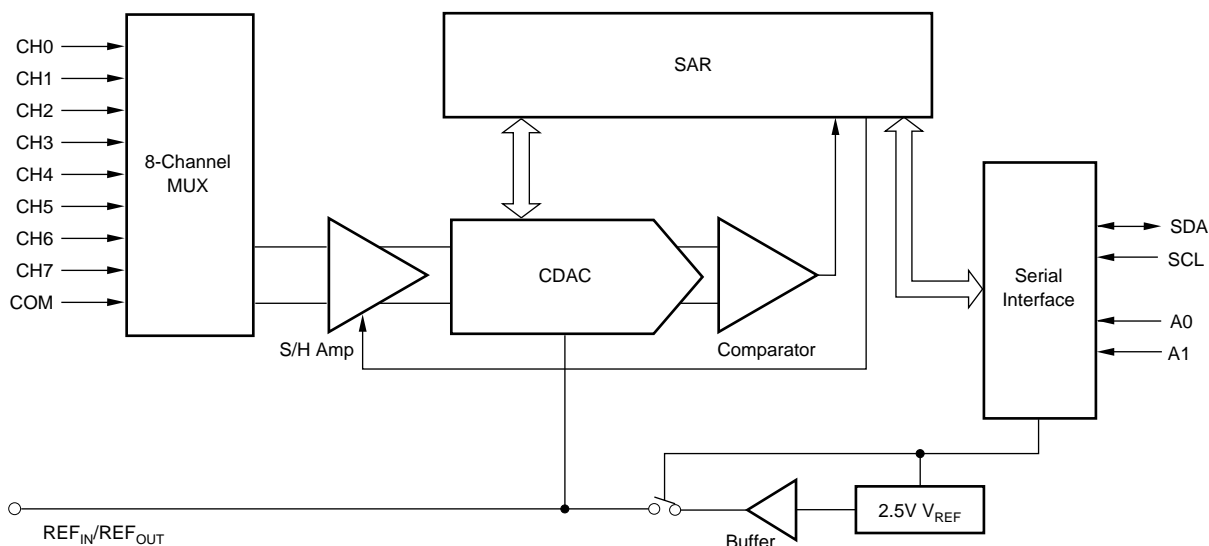 SAR
CH0
CH1
CH2
CH3
CH4
CH5
CH6
CH7
COM
8-Channel
MUX
S/H Amp
CDAC
Comparator
Serial
Interface
SDA
SCL
A0
A1
REFIN/REFOUT
Buffer
2.5V VREF